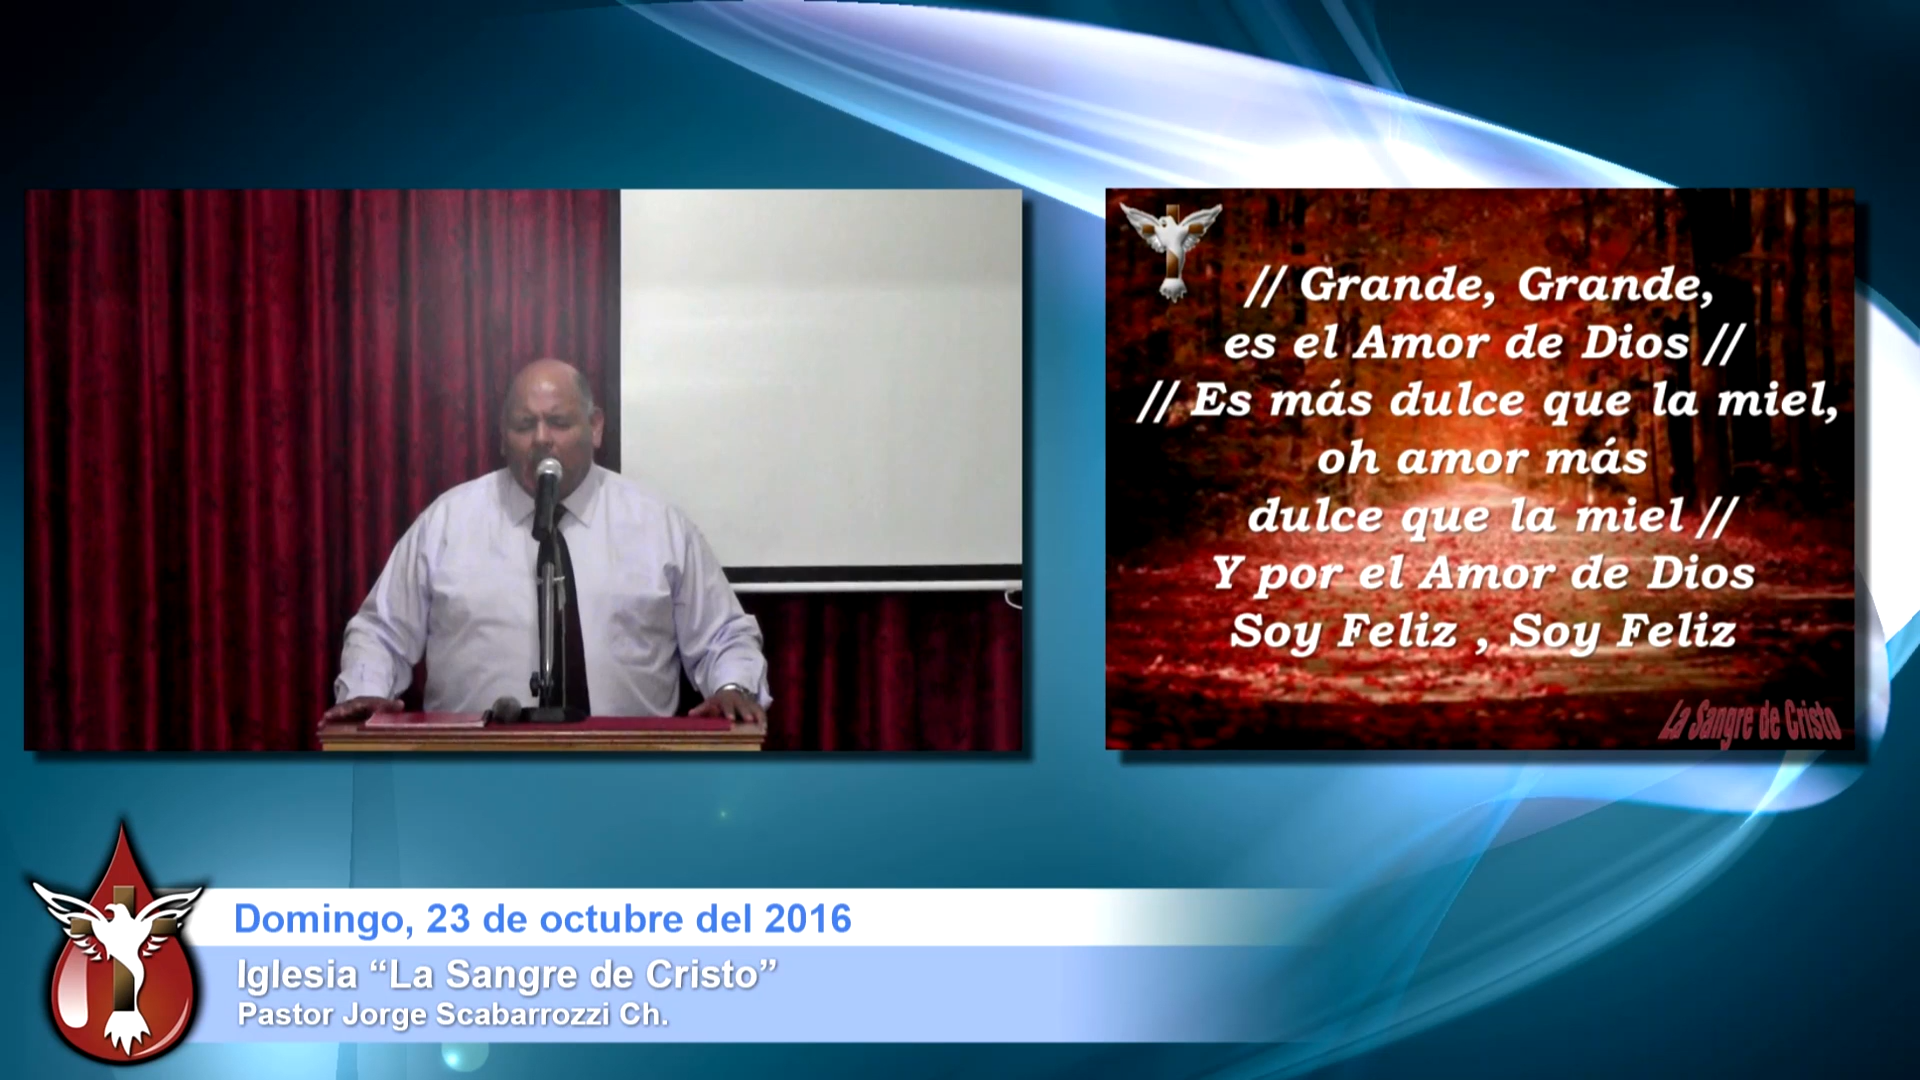 // Grande, Grande,
es el Amor de Dios //
// Es más dulce que la miel,
oh amor más
dulce que la miel //
Y por el Amor de Dios
Soy Feliz , Soy Feliz
La Sangre de Cristo
Domingo, 23 de octubre del 2016
Iglesia “La Sangre de Cristo”
Pastor Jorge Scabarrozzi Ch.